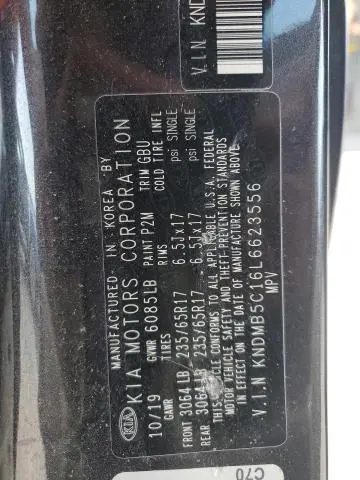 MANUFACTURED IN KOREA BY
KIA KIA MOTORS CORPORATION
10/19 GVWR 6085LB PAINT P2M TRIM GBU
GAWR TIRES RIMS COLD TIRE INFL
FRONT 3064LB 235/65R17 6.5Jx17 psi SINGLE
REAR 3064LB 235/65R17 6.5Jx17 psi SINGLE
THIS VEHICLE CONFORMS TO ALL APPLICABLE U.S.A. FEDERAL
MOTOR VEHICLE SAFETY AND THEFT PREVENTION STANDARDS
IN EFFECT ON THE DATE OF MANUFACTURE SHOWN ABOVE.
V.I.N KNDMB5C16L6623556
MPV
V.I.N KND
C70